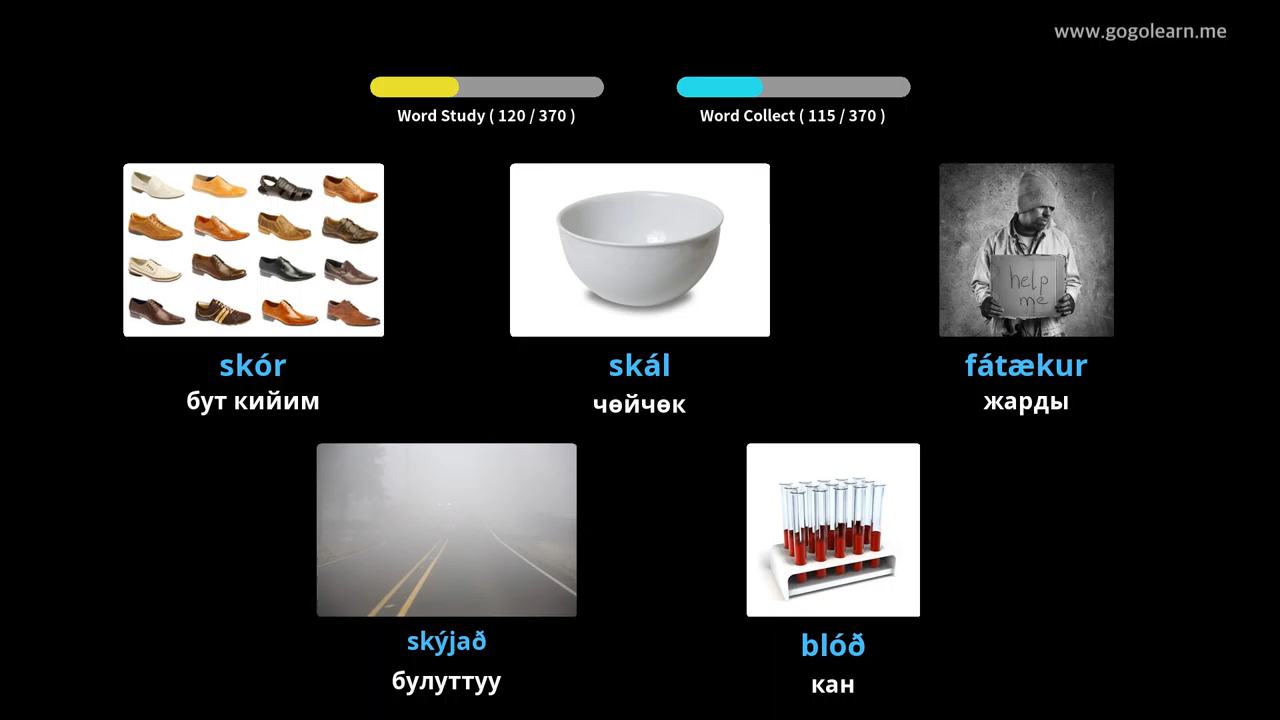 www.gogolearn.me
Word Study ( 120 / 370 )
Word Collect ( 115 / 370 )
help
me
skór
skál
fátækur
бут кийим
чөйчөк
жарды
skýjað
blóð
булуттуу
кан